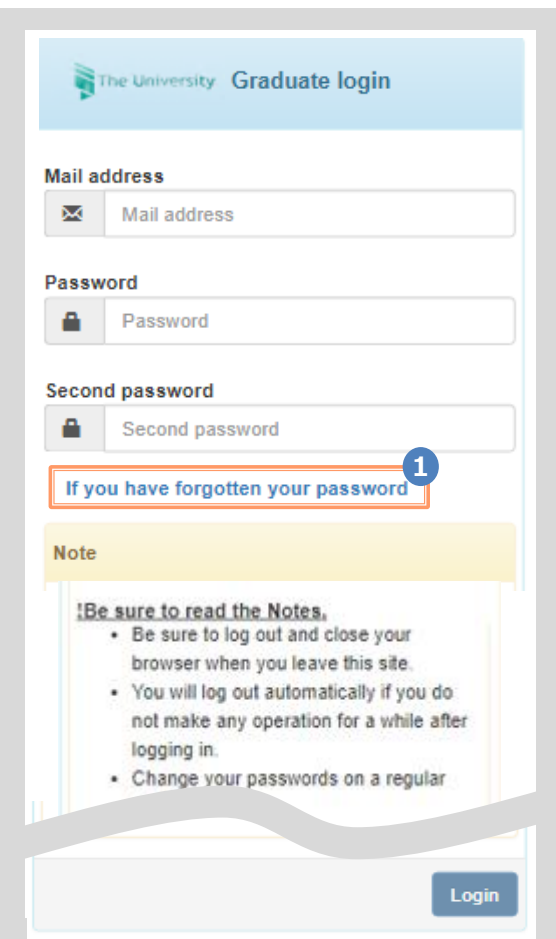 The University Graduate login
Mail address
Mail address
Password
Password
Second password
Second password
1
If you have forgotten your password
Note
!Be sure to read the Notes.
• Be sure to log out and close your
browser when you leave this site.
• You will log out automatically if you do
not make any operation for a while after
logging in.
• Change your passwords on a regular
Login